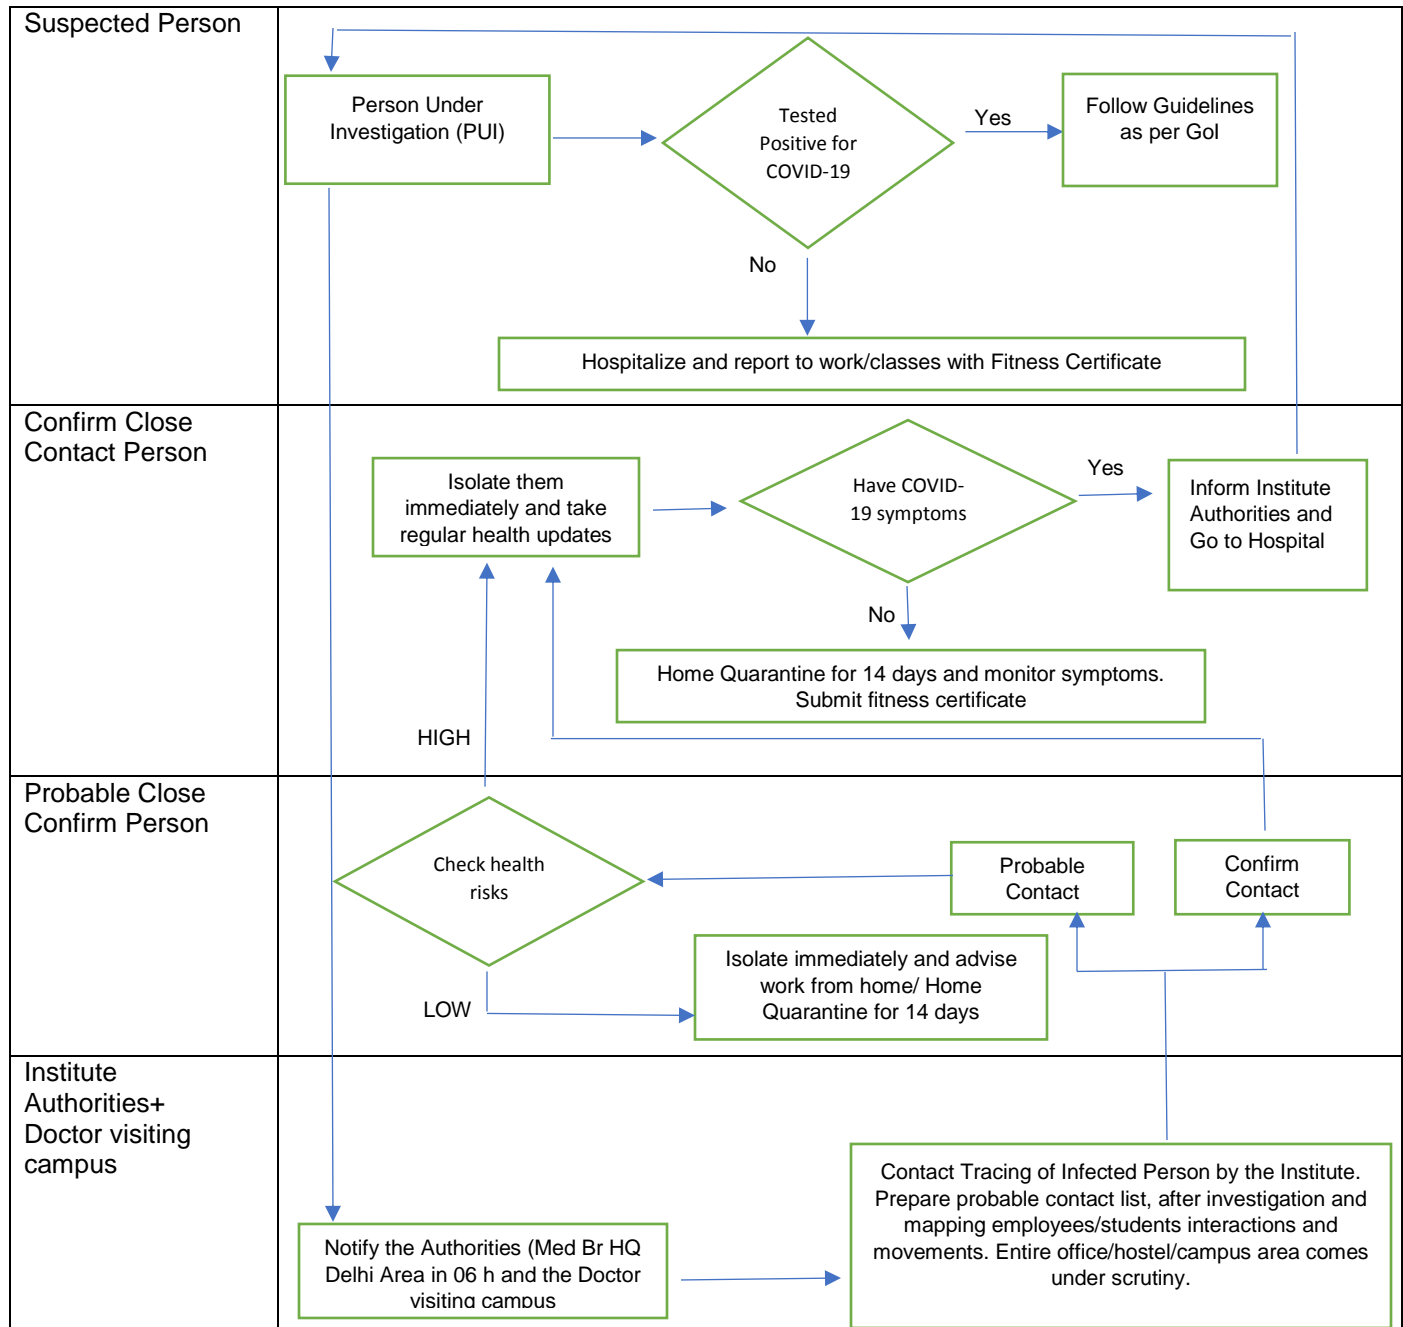 Suspected Person
Person Under
Investigation (PUI)
Tested
Positive for
COVID-19
Yes
Follow Guidelines
as per GoI
No
Hospitalize and report to work/classes with Fitness Certificate
Confirm Close
Contact Person
Isolate them
immediately and take
regular health updates
Have COVID-
19 symptoms
Yes
Inform Institute
Authorities and
Go to Hospital
No
Home Quarantine for 14 days and monitor symptoms.
Submit fitness certificate
HIGH
Probable Close
Confirm Person
Check health
risks
Probable
Contact
Confirm
Contact
Isolate immediately and advise
work from home/ Home
Quarantine for 14 days
LOW
Institute
Authorities+
Doctor visiting
campus
Notify the Authorities (Med Br HQ
Delhi Area in 06 h and the Doctor
visiting campus
Contact Tracing of Infected Person by the Institute.
Prepare probable contact list, after investigation and
mapping employees/students interactions and
movements. Entire office/hostel/campus area comes
under scrutiny.